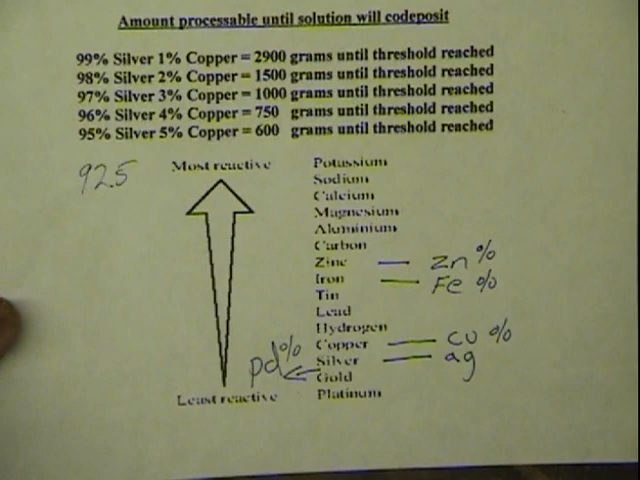 Amount processable until solution will codeposit
99% Silver 1% Copper = 2900 grams until threshold reached
98% Silver 2% Copper = 1500 grams until threshold reached
97% Silver 3% Copper = 1000 grams until threshold reached
96% Silver 4% Copper = 750 grams until threshold reached
95% Silver 5% Copper = 600 grams until threshold reached
92.5
Most reactive
Potassium
Sodium
Calcium
Magnesium
Aluminium
Carbon
Zinc — Zn %
Iron — Fe %
Tin
Lead
Hydrogen
Copper — Cu %
Silver — ag
pd% ← Gold
Least reactive
Platinum